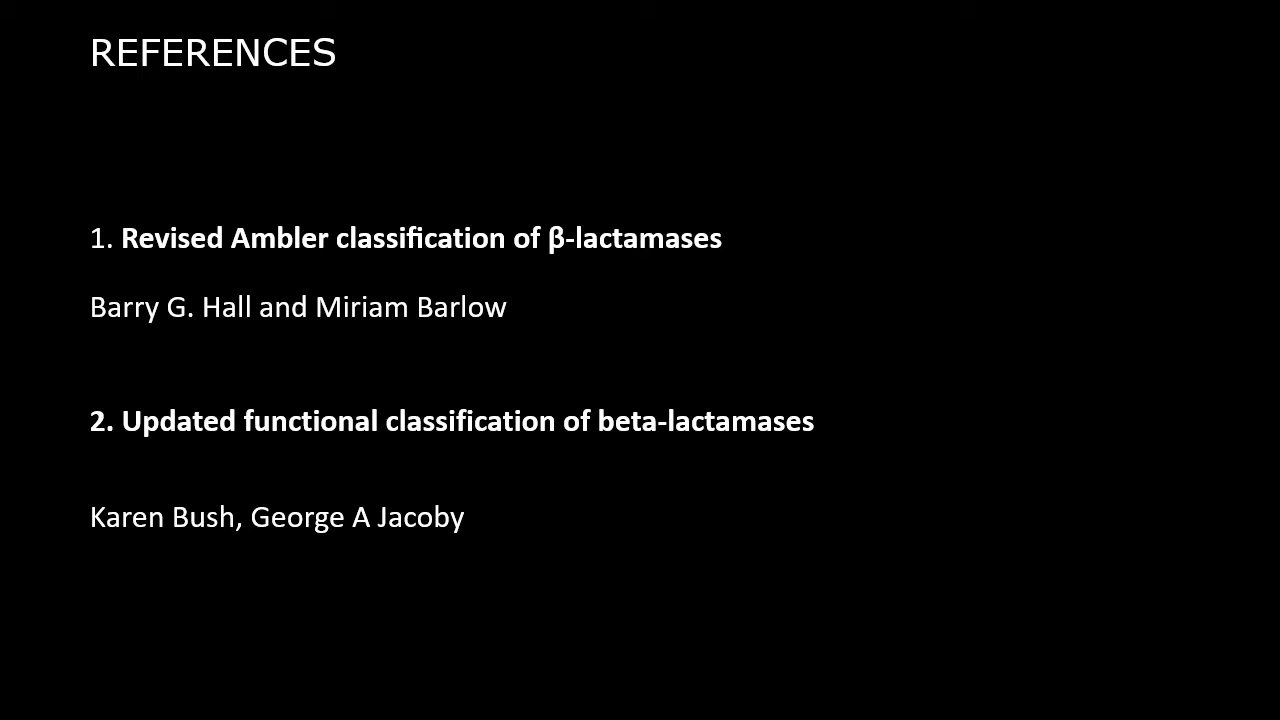 REFERENCES
1. Revised Ambler classification of β-lactamases
Barry G. Hall and Miriam Barlow
2. Updated functional classification of beta-lactamases
Karen Bush, George A Jacoby